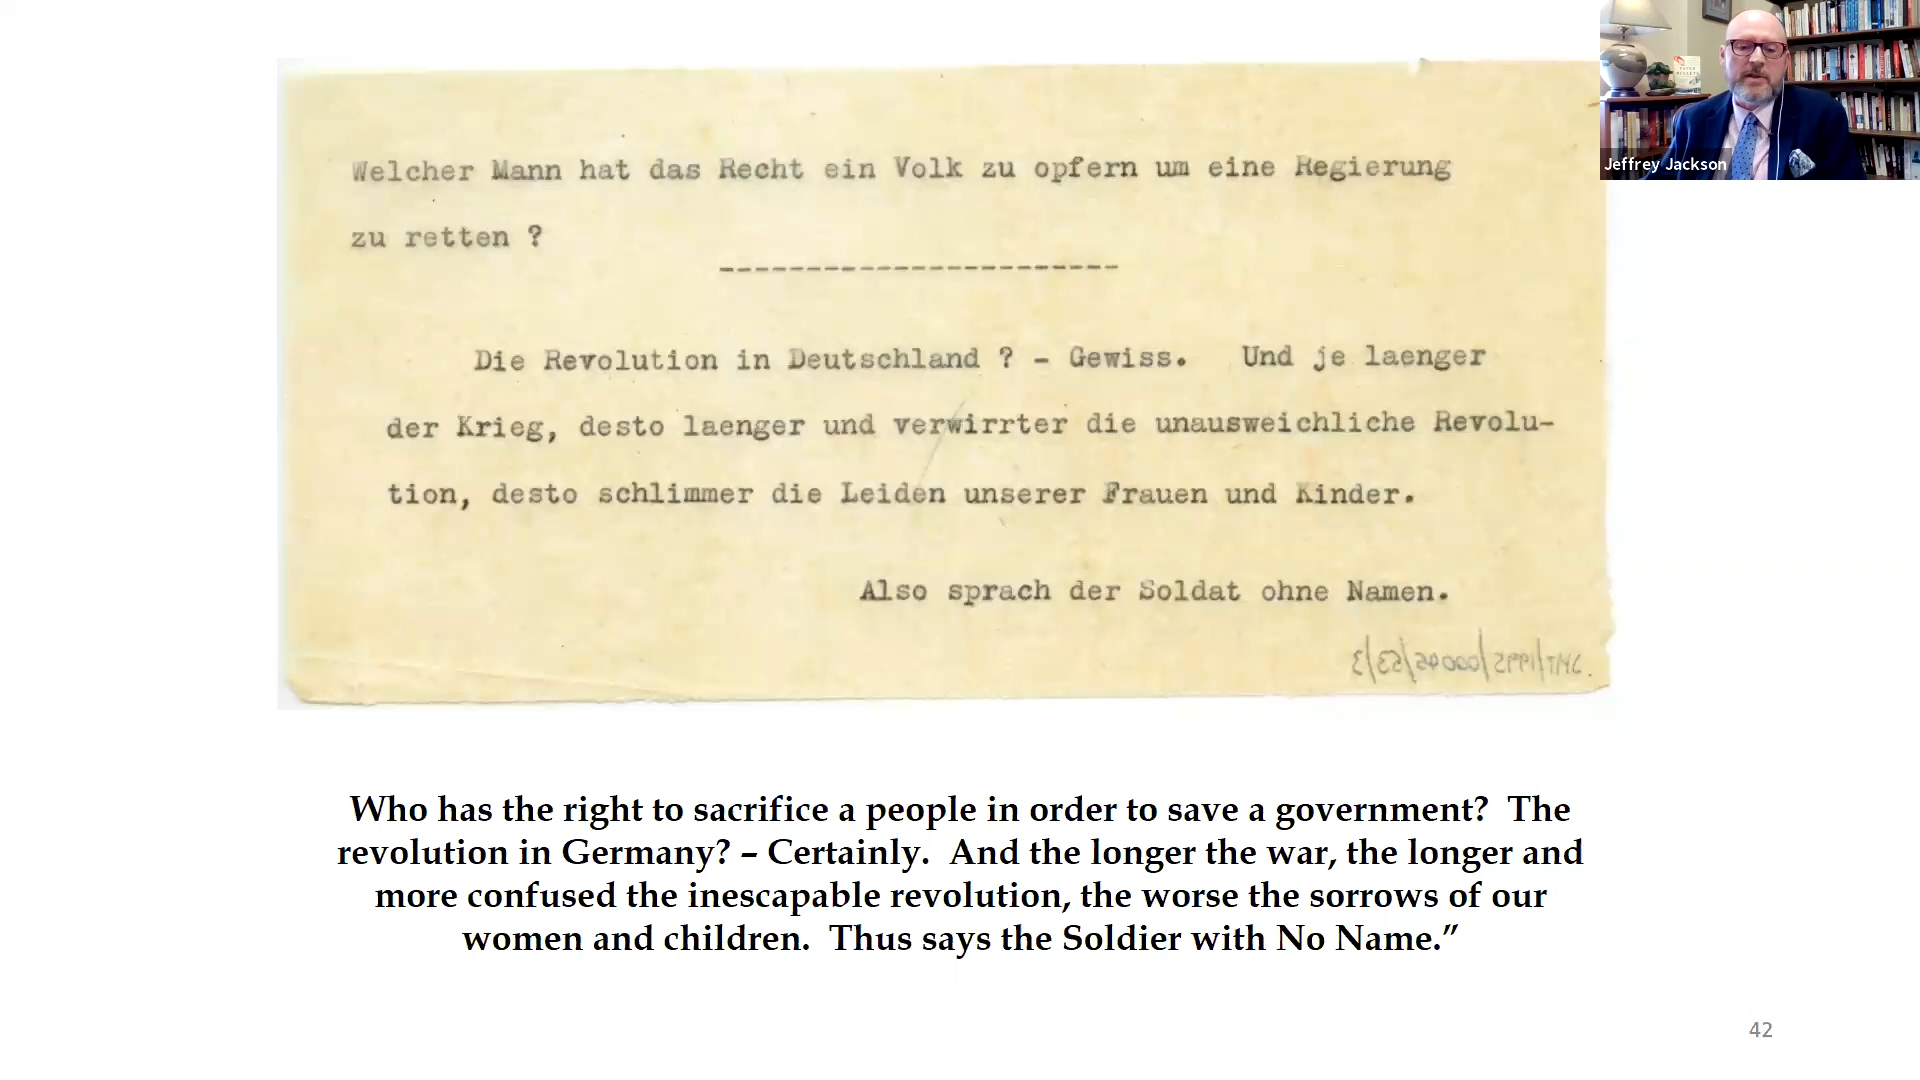 Welcher Mann hat das Recht ein Volk zu opfern um eine Regierung
zu retten ?
-----------------------
Die Revolution in Deutschland ? - Gewiss. Und je laenger
der Krieg, desto laenger und verwirrter die unausweichliche Revolu-
tion, desto schlimmer die Leiden unserer Frauen und Kinder.
Also sprach der Soldat ohne Namen.
Jeffrey Jackson
Who has the right to sacrifice a people in order to save a government? The
revolution in Germany? – Certainly. And the longer the war, the longer and
more confused the inescapable revolution, the worse the sorrows of our
women and children. Thus says the Soldier with No Name.”
42